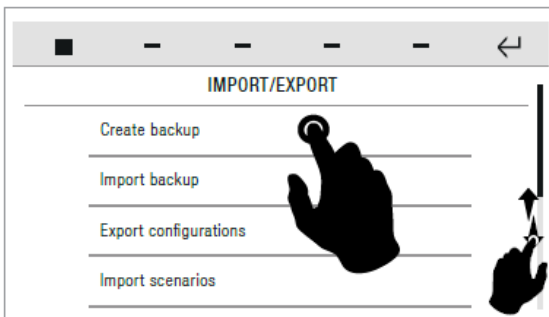 IMPORT/EXPORT
Create backup
Import backup
Export configurations
Import scenarios